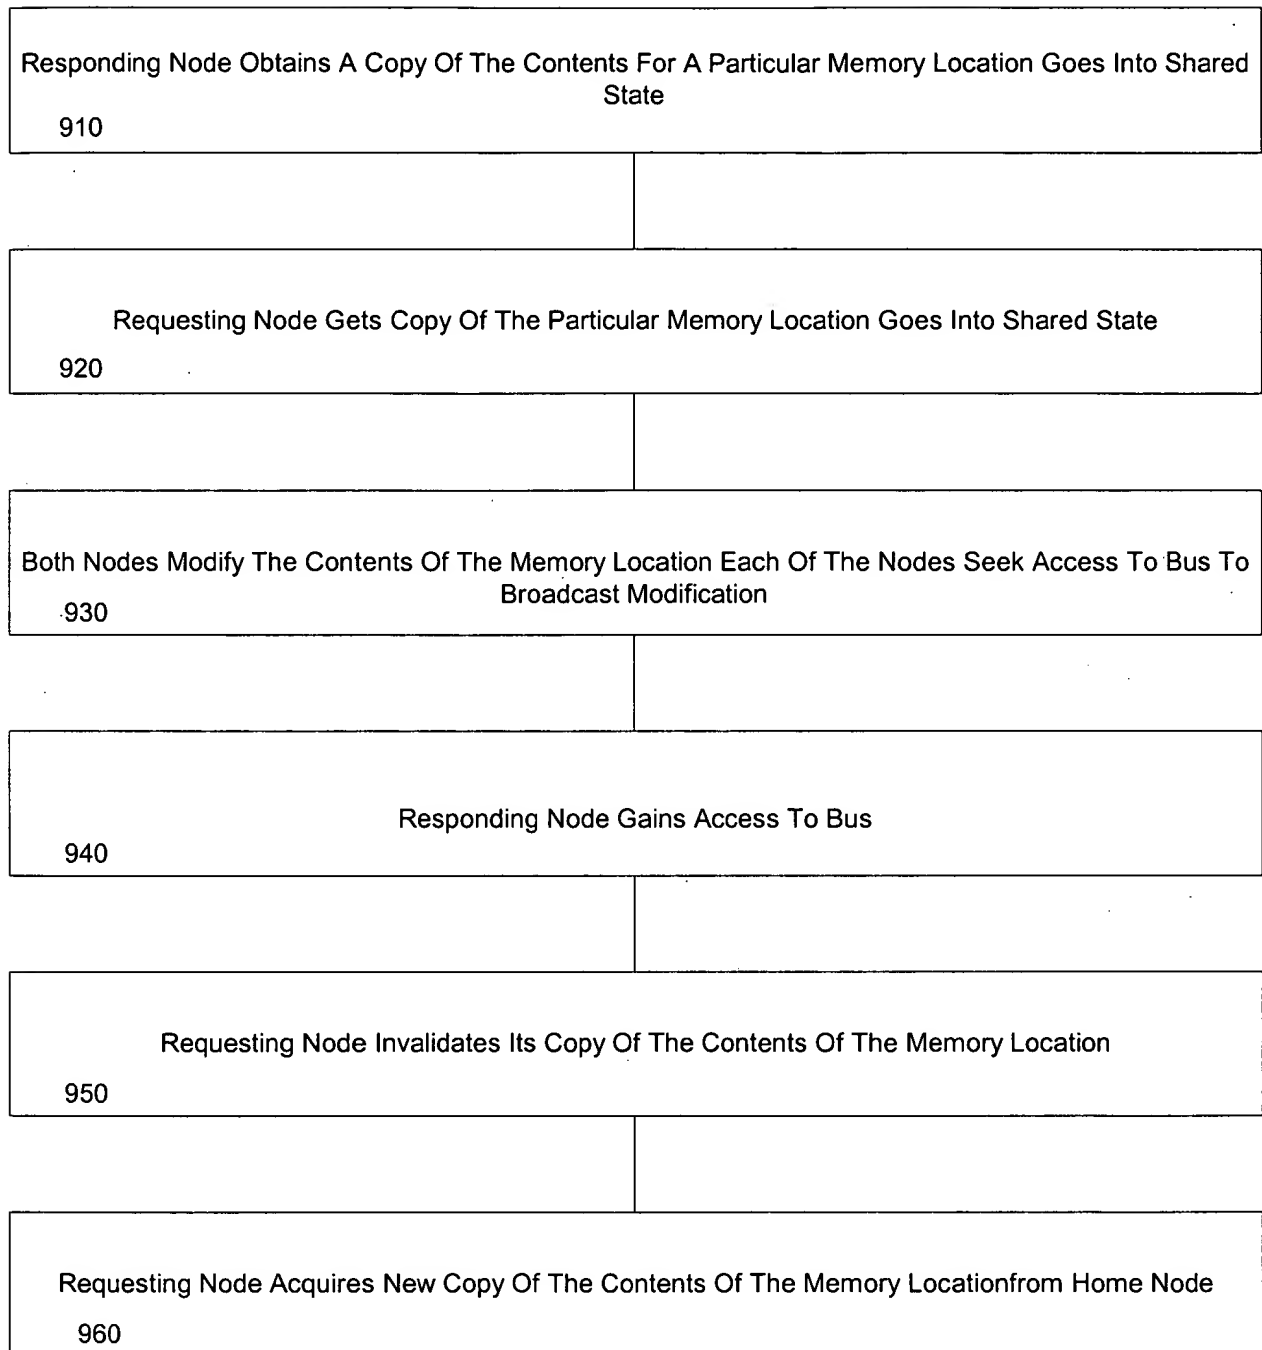 Responding Node Obtains A Copy Of The Contents For A Particular Memory Location Goes Into Shared
State
910
Requesting Node Gets Copy Of The Particular Memory Location Goes Into Shared State
920
Both Nodes Modify The Contents Of The Memory Location Each Of The Nodes Seek Access To Bus To
Broadcast Modification
930
Responding Node Gains Access To Bus
940
Requesting Node Invalidates Its Copy Of The Contents Of The Memory Location
950
Requesting Node Acquires New Copy Of The Contents Of The Memory Locationfrom Home Node
960